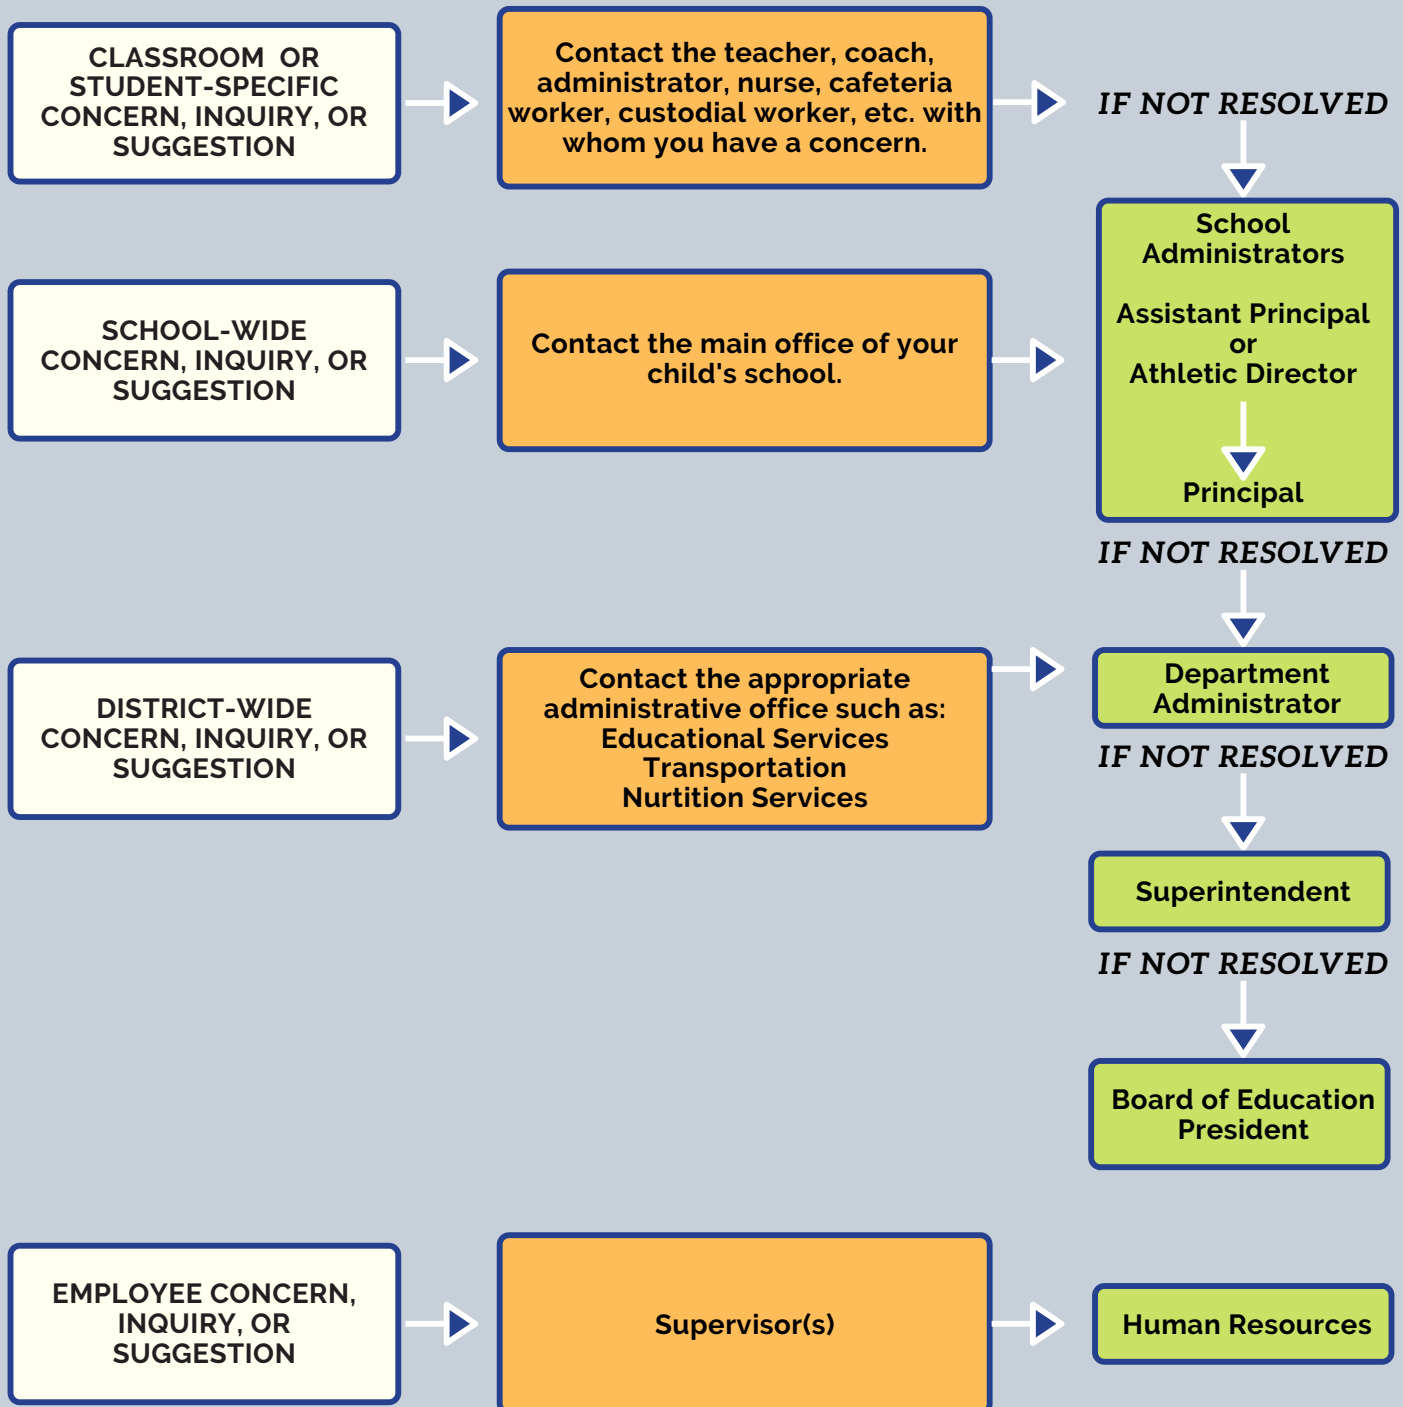 CLASSROOM OR
STUDENT-SPECIFIC
CONCERN, INQUIRY, OR
SUGGESTION
Contact the teacher, coach,
administrator, nurse, cafeteria
worker, custodial worker, etc. with
whom you have a concern.
IF NOT RESOLVED
School
Administrators
Assistant Principal
or
Athletic Director
Principal
SCHOOL-WIDE
CONCERN, INQUIRY, OR
SUGGESTION
Contact the main office of your
child's school.
IF NOT RESOLVED
DISTRICT-WIDE
CONCERN, INQUIRY, OR
SUGGESTION
Contact the appropriate
administrative office such as:
Educational Services
Transportation
Nurtition Services
Department
Administrator
IF NOT RESOLVED
Superintendent
IF NOT RESOLVED
Board of Education
President
EMPLOYEE CONCERN,
INQUIRY, OR
SUGGESTION
Supervisor(s)
Human Resources